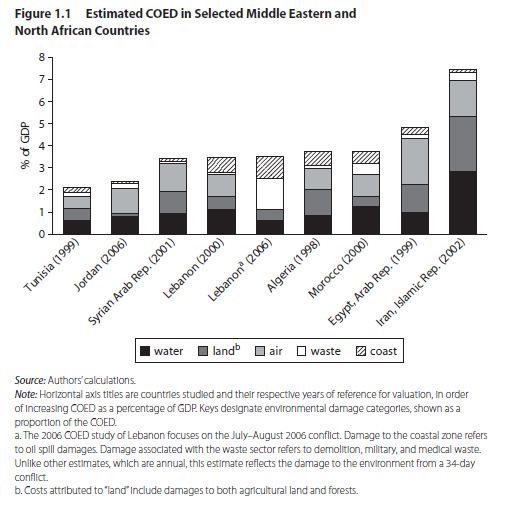 Figure 1.1 Estimated COED in Selected Middle Eastern and
North African Countries
% of GDP
8
7
6
5
4
3
2
1
0
Tunisia (1999)
Jordan (2006)
Syrian Arab Rep. (2001)
Lebanon (2000)
Lebanonᵃ (2006)
Algeria (1998)
Morocco (2000)
Egypt, Arab Rep. (1999)
Iran, Islamic Rep. (2002)
water landᵇ air waste coast
Source: Authors' calculations.
Note: Horizontal axis titles are countries studied and their respective years of reference for valuation, in order
of increasing COED as a percentage of GDP. Keys designate environmental damage categories, shown as a
proportion of the COED.
a. The 2006 COED study of Lebanon focuses on the July–August 2006 conflict. Damage to the coastal zone refers
to oil spill damages. Damage associated with the waste sector refers to demolition, military, and medical waste.
Unlike other estimates, which are annual, this estimate reflects the damage to the environment from a 34-day
conflict.
b. Costs attributed to "land" include damages to both agricultural land and forests.